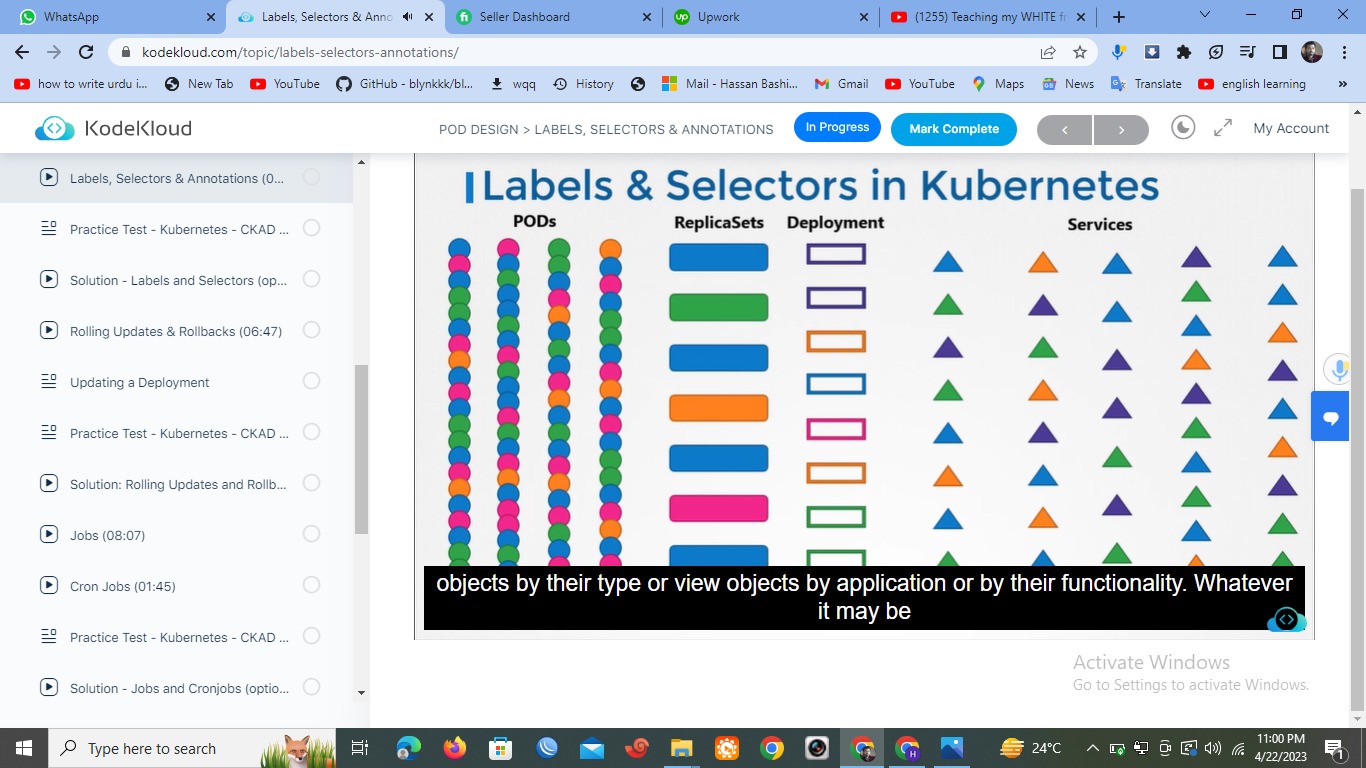 WhatsApp
Labels, Selectors & Anno
Seller Dashboard
Upwork
(1255) Teaching my WHITE fr
kodekloud.com/topic/labels-selectors-annotations/
how to write urdu i...
New Tab
YouTube
GitHub - blynkkk/bl...
wqq
History
Mail - Hassan Bashi...
Gmail
YouTube
Maps
News
Translate
english learning
KodeKloud
POD DESIGN > LABELS, SELECTORS & ANNOTATIONS
In Progress
Mark Complete
My Account
Labels, Selectors & Annotations (0...
Practice Test - Kubernetes - CKAD ...
Solution - Labels and Selectors (op...
Rolling Updates & Rollbacks (06:47)
Updating a Deployment
Practice Test - Kubernetes - CKAD ...
Solution: Rolling Updates and Rollb...
Jobs (08:07)
Cron Jobs (01:45)
Practice Test - Kubernetes - CKAD ...
Solution - Jobs and Cronjobs (optio...
Labels & Selectors in Kubernetes
PODs
ReplicaSets
Deployment
Services
objects by their type or view objects by application or by their functionality. Whatever
it may be
Activate Windows
Go to Settings to activate Windows.
Type here to search
24°C
11:00 PM
4/22/2023